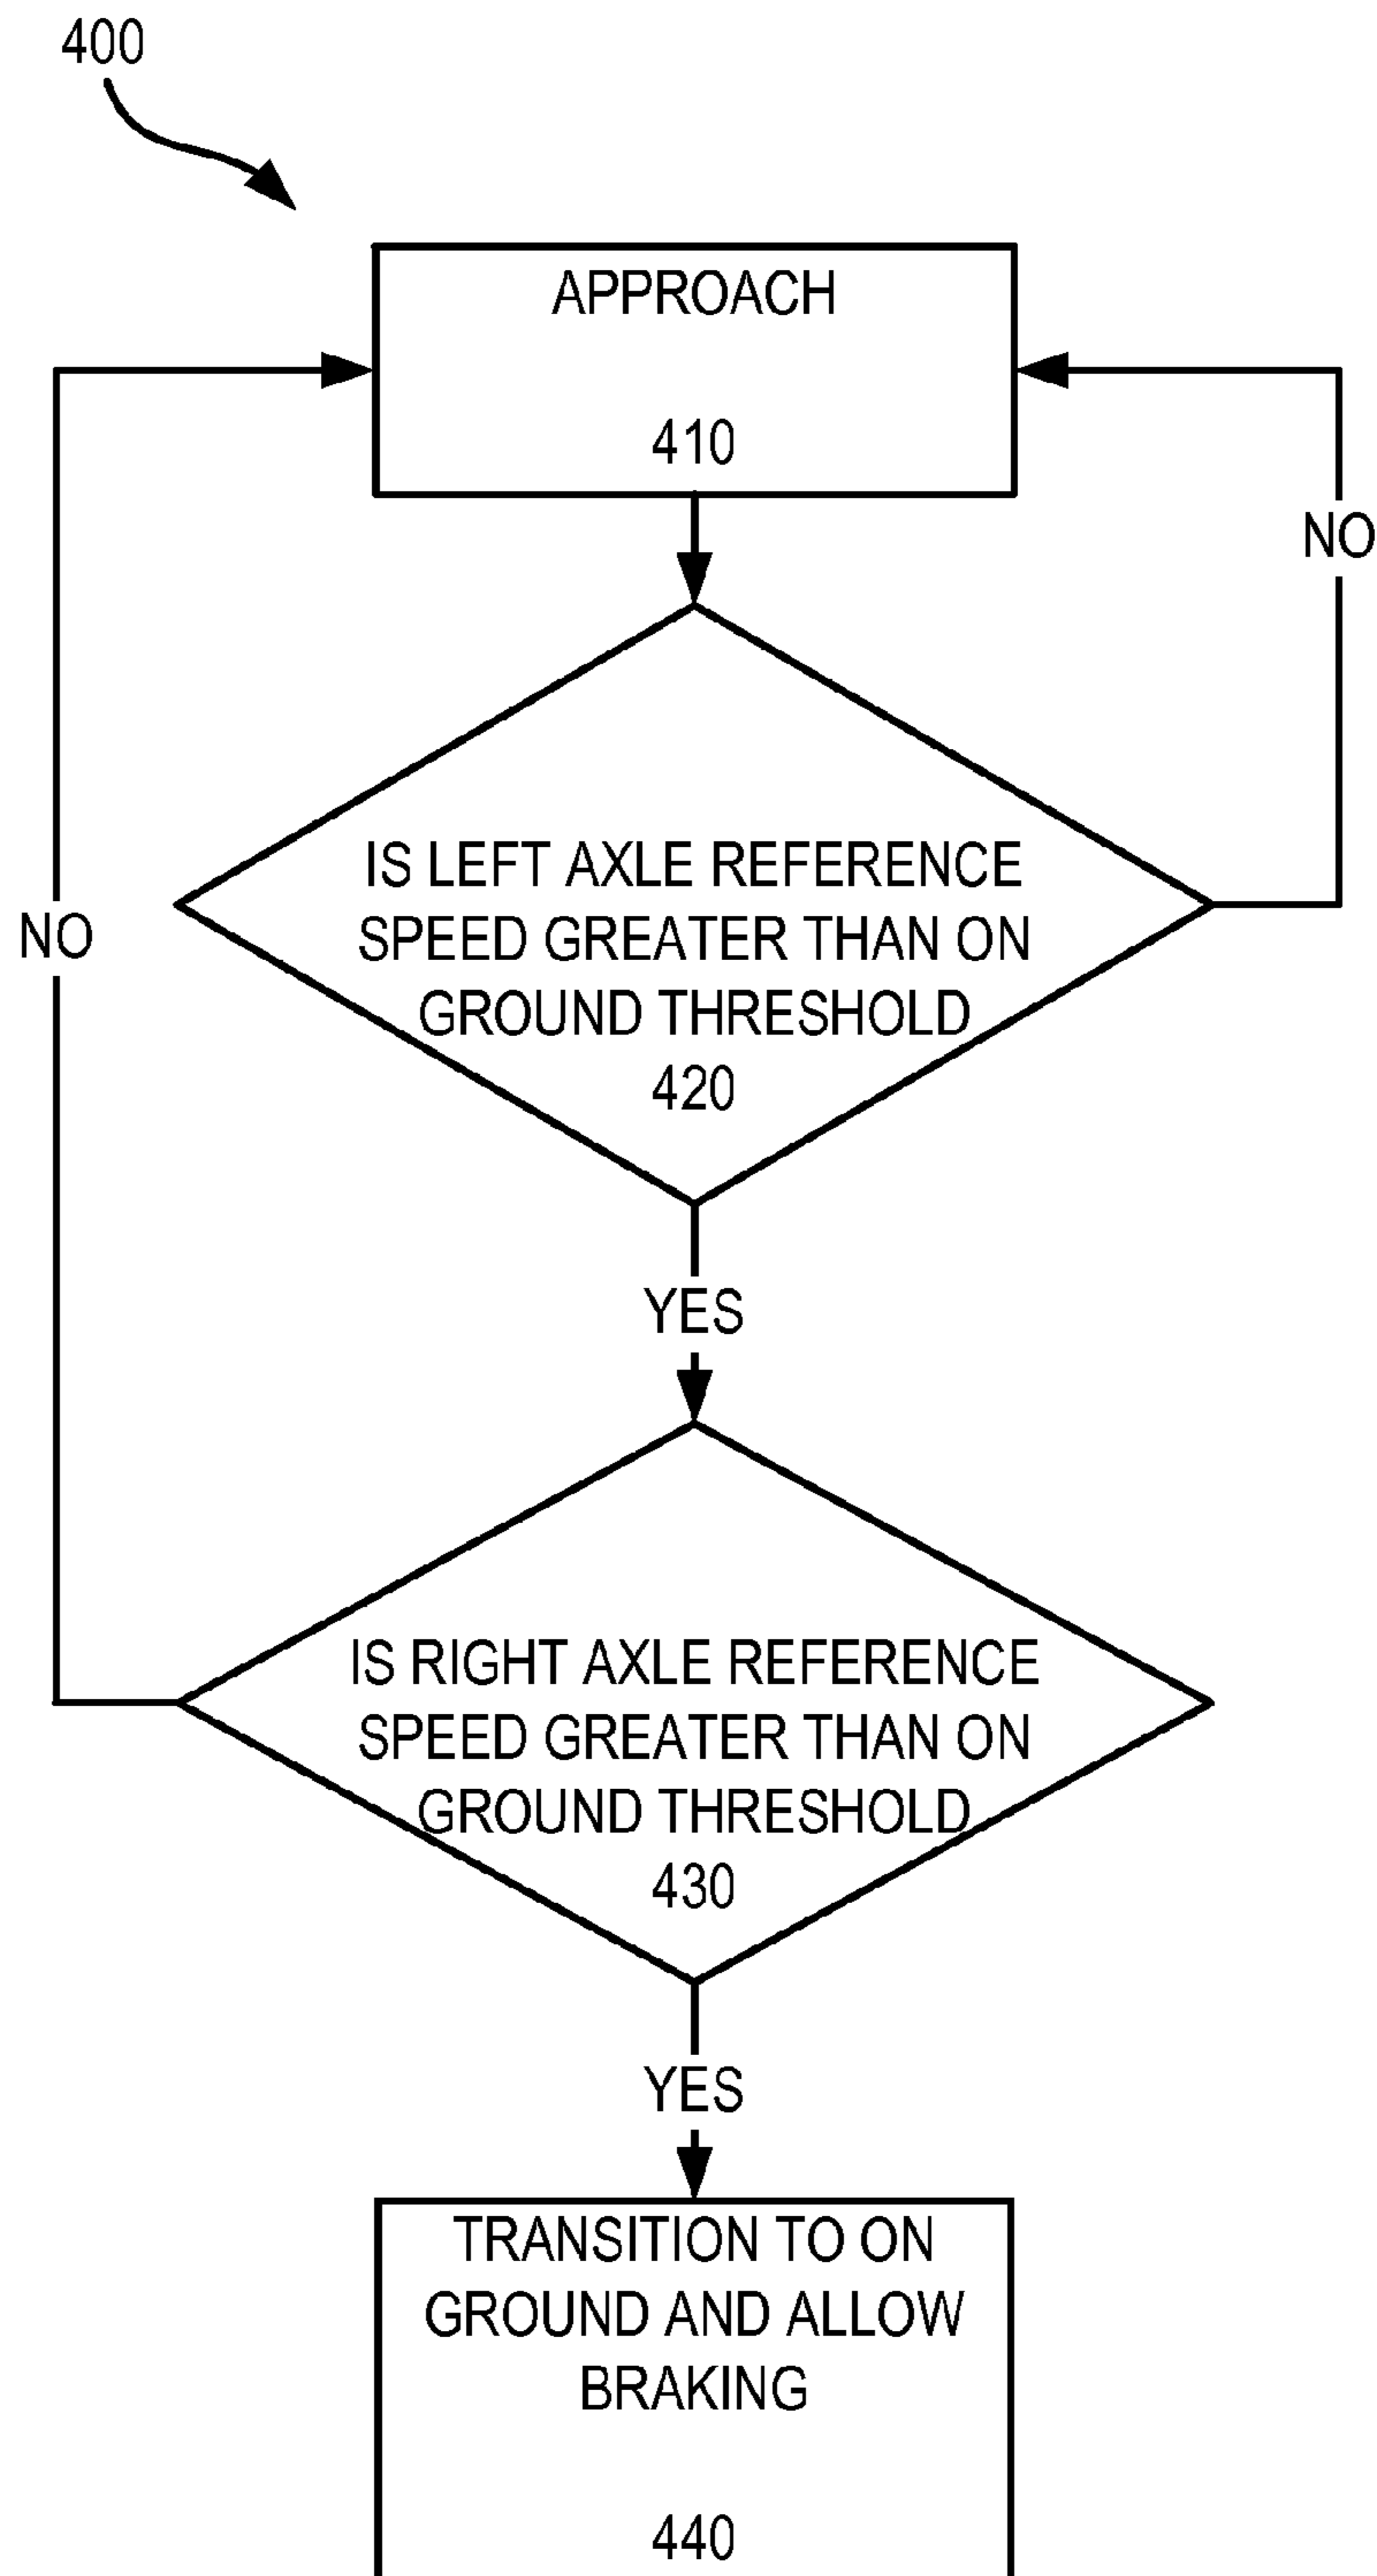 400
APPROACH
410
NO
IS LEFT AXLE REFERENCE
SPEED GREATER THAN ON
GROUND THRESHOLD
420
NO
YES
IS RIGHT AXLE REFERENCE
SPEED GREATER THAN ON
GROUND THRESHOLD
430
YES
TRANSITION TO ON
GROUND AND ALLOW
BRAKING
440